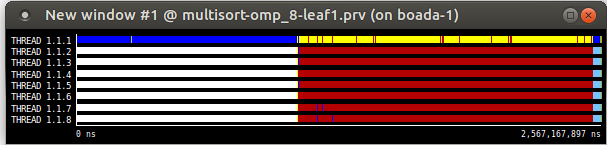 New window #1 @ multisort-omp_8-leaf1.prv (on boada-1)
THREAD 1.1.1
THREAD 1.1.2
THREAD 1.1.3
THREAD 1.1.4
THREAD 1.1.5
THREAD 1.1.6
THREAD 1.1.7
THREAD 1.1.8
0 ns 2,567,167,897 ns